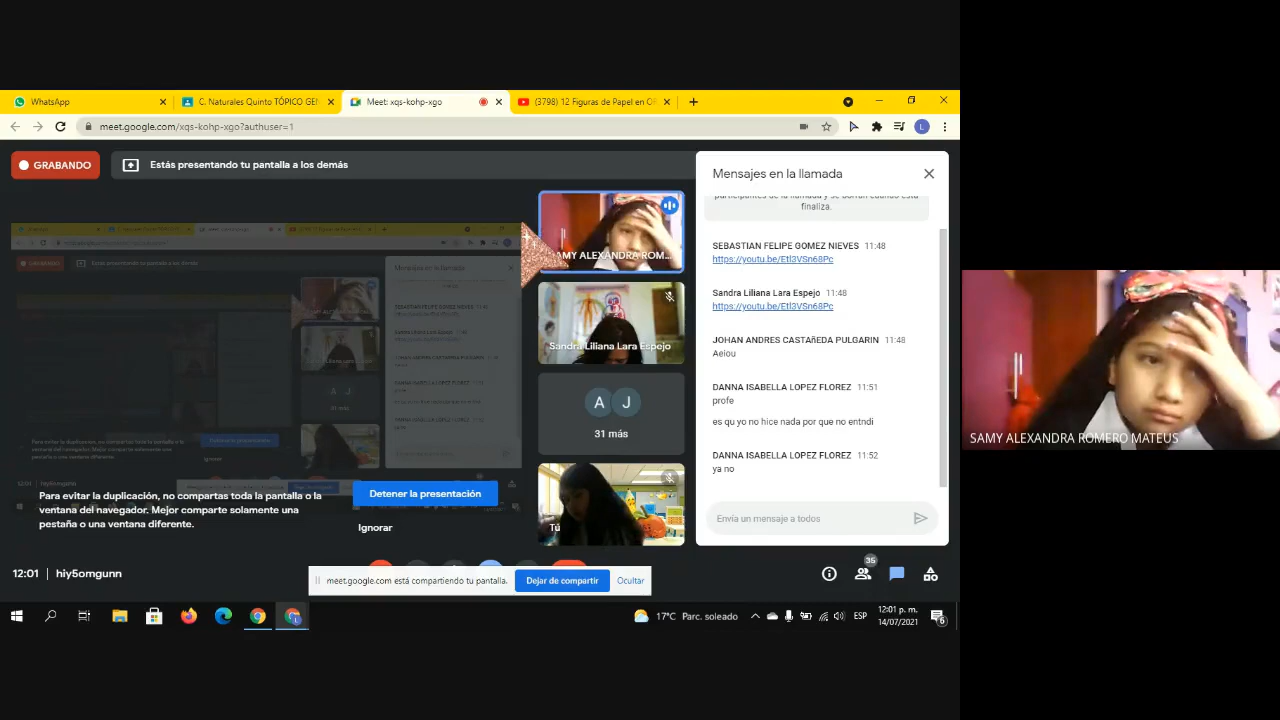 WhatsApp
C. Naturales Quinto TÓPICO GEN
Meet: xqs-kohp-xgo
(3798) 12 Figuras de Papel en OR
meet.google.com/xqs-kohp-xgo?authuser=1
L
GRABANDO
Estás presentando tu pantalla a los demás
Mensajes en la llamada
participantes de la llamada y se borran cuando esta
finaliza.
SEBASTIAN FELIPE GOMEZ NIEVES 11:48
https://youtu.be/Etl3VSn68Pc
Sandra Liliana Lara Espejo 11:48
https://youtu.be/Etl3VSn68Pc
JOHAN ANDRES CASTAñEDA PULGARIN 11:48
Aeiou
DANNA ISABELLA LOPEZ FLOREZ 11:51
profe
es qu yo no hice nada por que no entndi
DANNA ISABELLA LOPEZ FLOREZ 11:52
ya no
Envía un mensaje a todos
AMY ALEXANDRA ROM...
Sandra Liliana Lara Espejo
A J
31 más
Tú
Para evitar la duplicación, no compartas toda la pantalla o la
ventana del navegador. Mejor comparte solamente una
pestaña o una ventana diferente.
Detener la presentación
Ignorar
12:01 | hiy5omgunn
meet.google.com está compartiendo tu pantalla.
Dejar de compartir
Ocultar
35
17°C Parc. soleado
ESP
12:01 p. m.
14/07/2021
6
SAMY ALEXANDRA ROMERO MATEUS